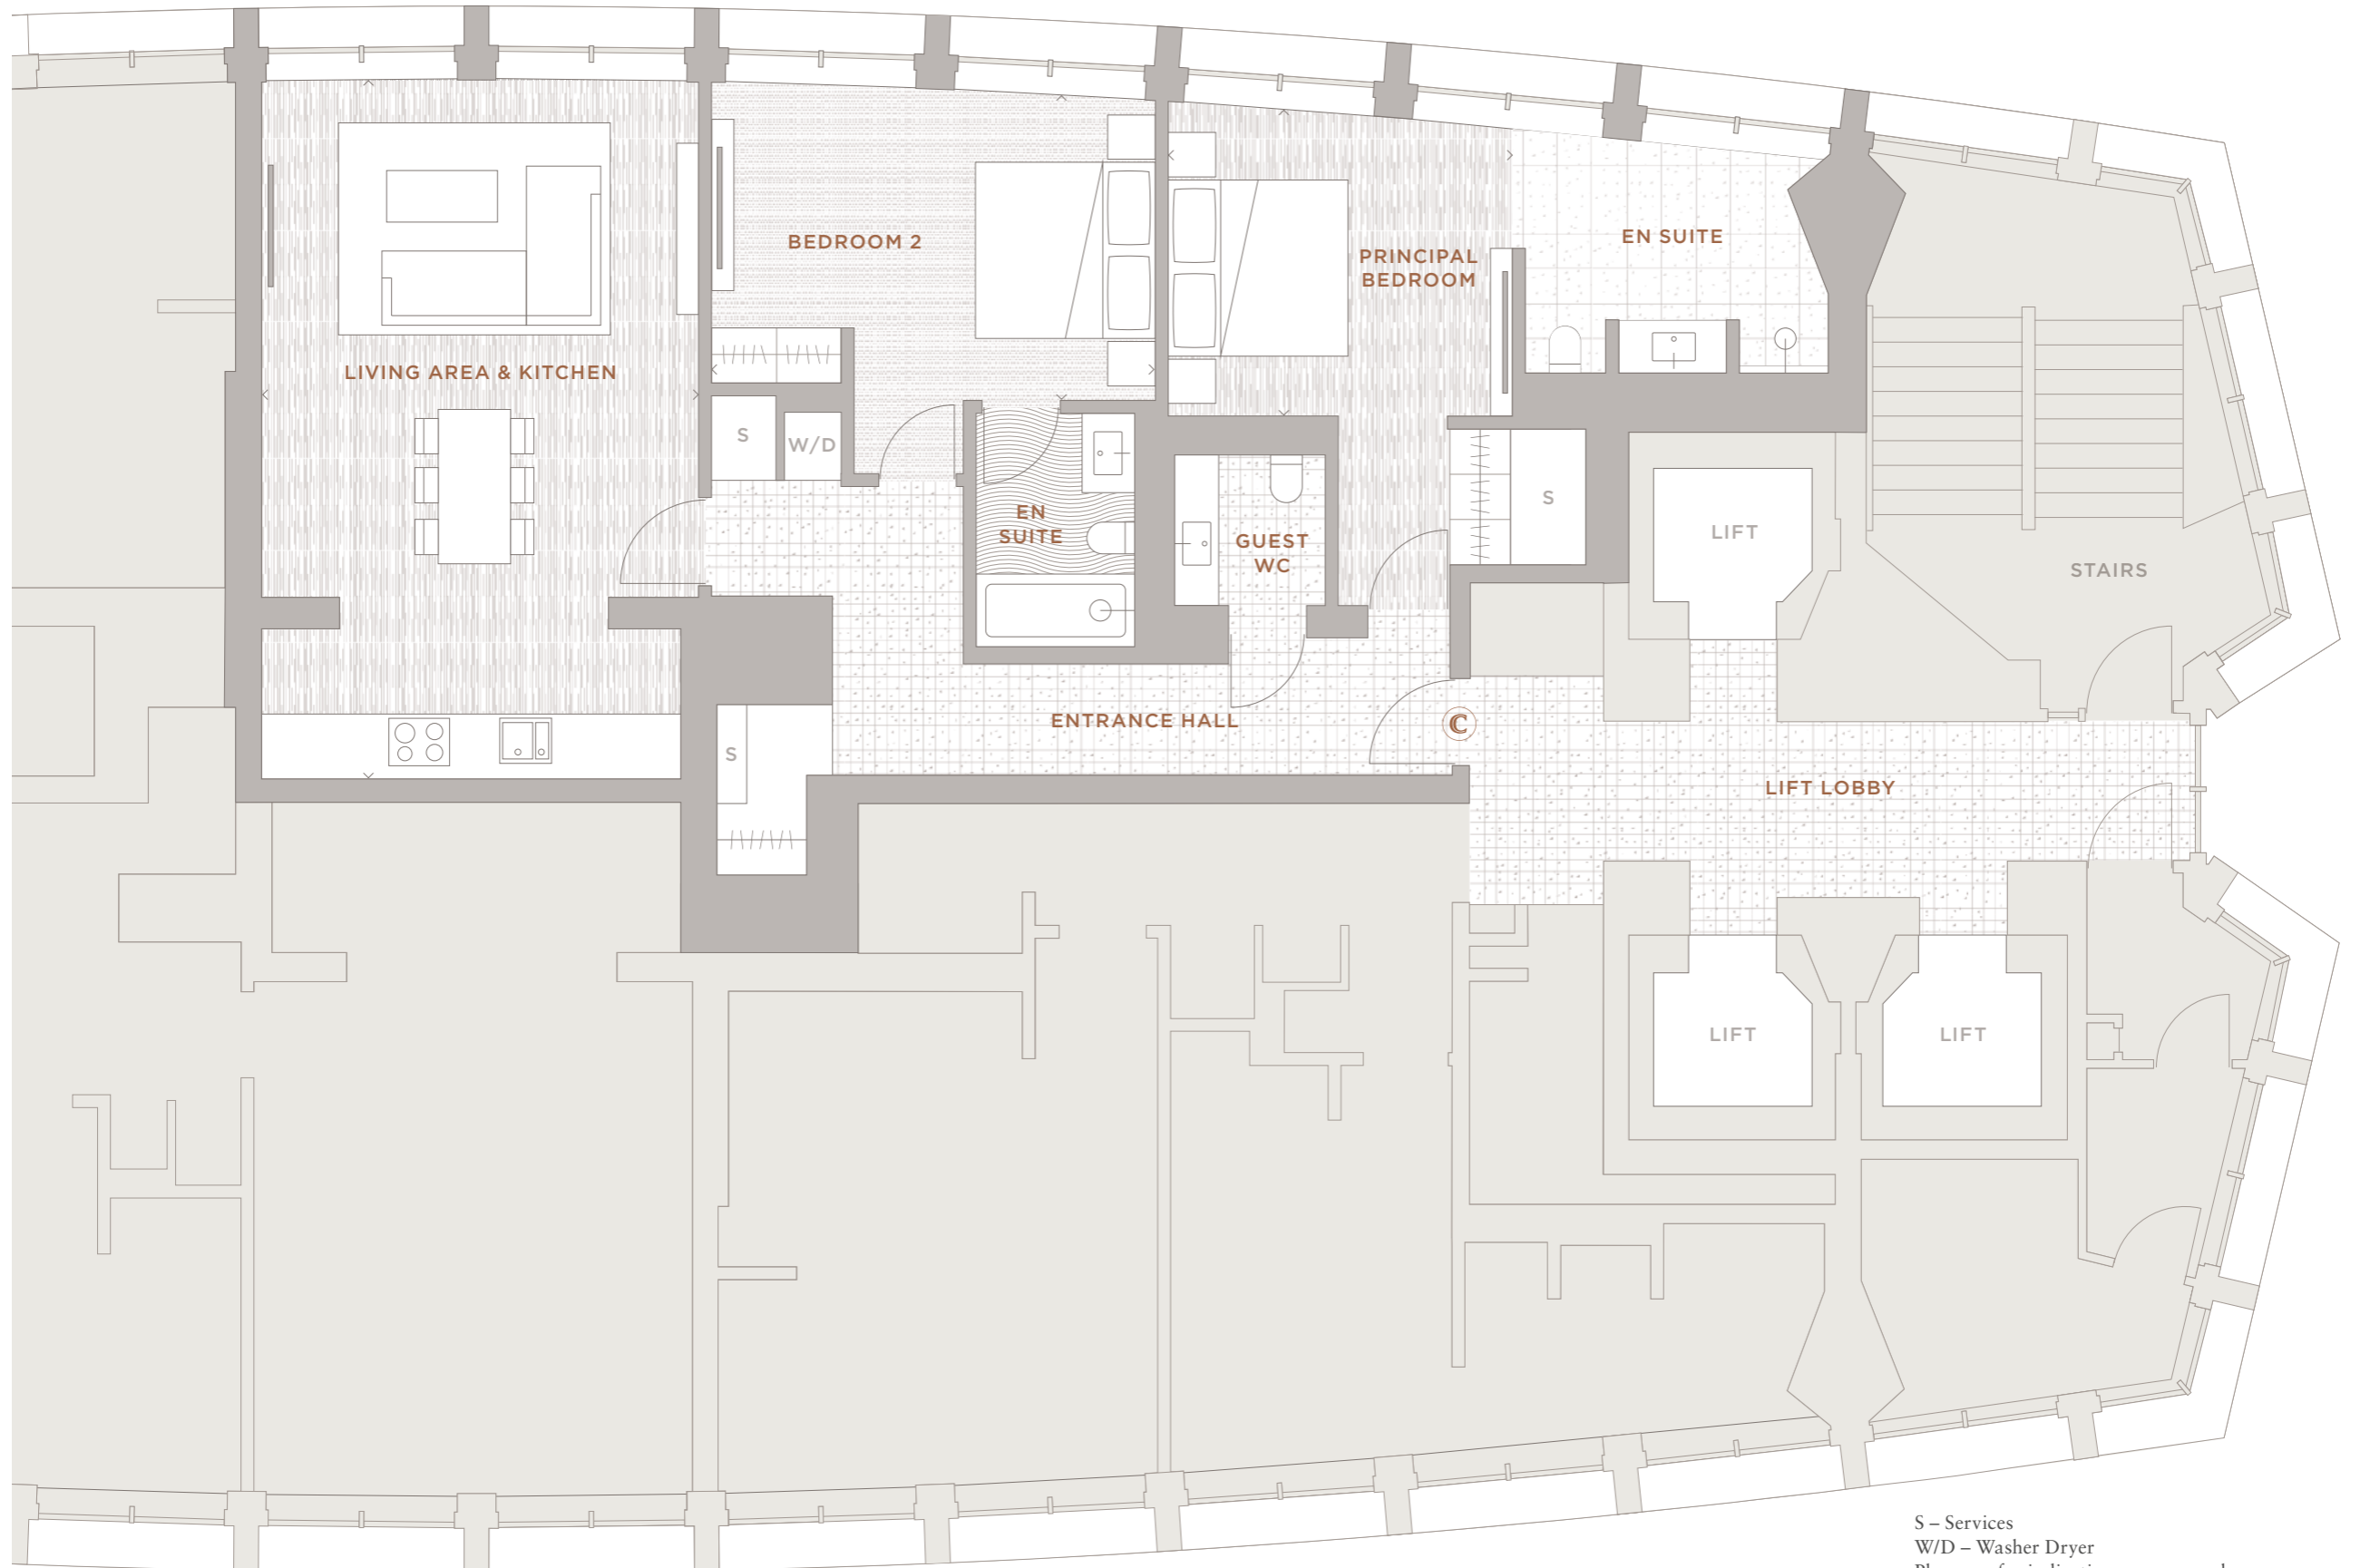 BEDROOM 2
EN SUITE
PRINCIPAL
BEDROOM
LIVING AREA & KITCHEN
S
W/D
S
EN
SUITE
GUEST
WC
LIFT
STAIRS
ENTRANCE HALL
C
S
LIFT LOBBY
LIFT
LIFT
S – Services
W/D – Washer Dryer